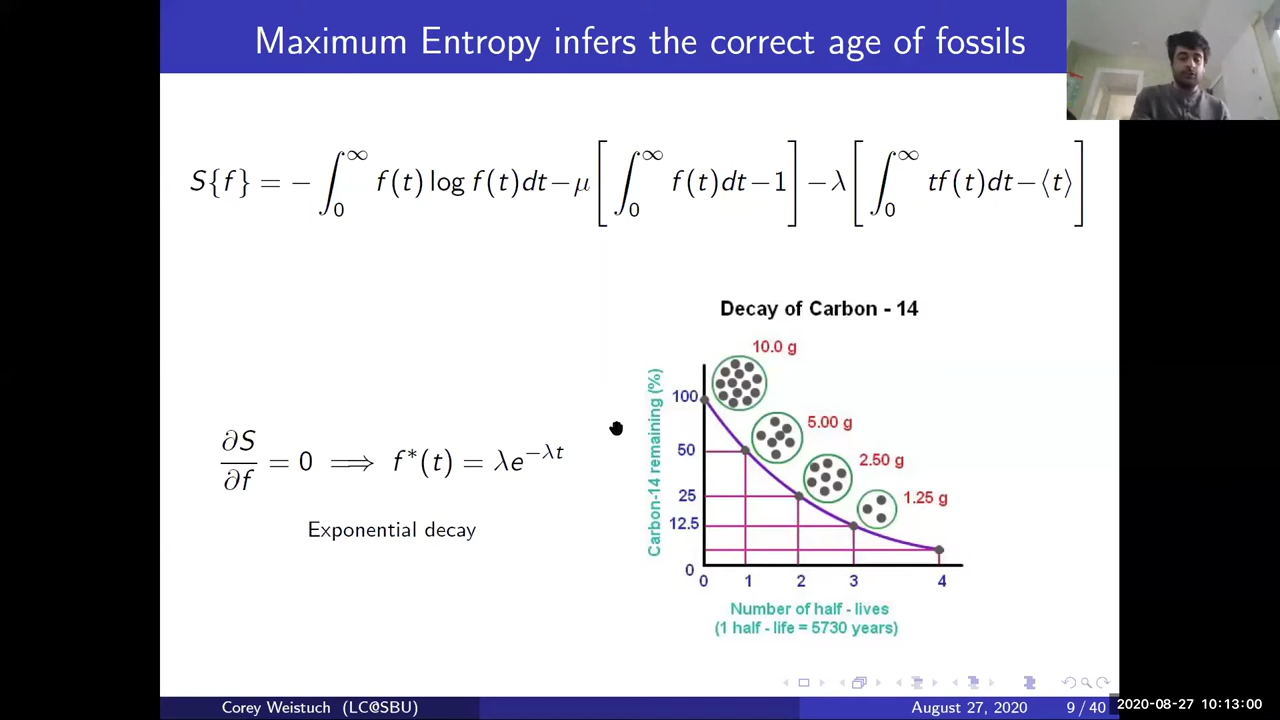 Maximum Entropy infers the correct age of fossils
S{f} = − ∫₀^∞ f(t) log f(t)dt−μ [ ∫₀^∞ f(t)dt−1 ] −λ [ ∫₀^∞ tf(t)dt−⟨t⟩ ]
Decay of Carbon - 14
10.0 g
5.00 g
2.50 g
1.25 g
Carbon-14 remaining (%)
100
50
25
12.5
0
0 1 2 3 4
Number of half - lives
(1 half - life = 5730 years)
∂S/∂f = 0 ⟹ f*(t) = λe^{−λt}
Exponential decay
Corey Weistuch (LC@SBU) August 27, 2020 9 / 40
2020-08-27 10:13:00